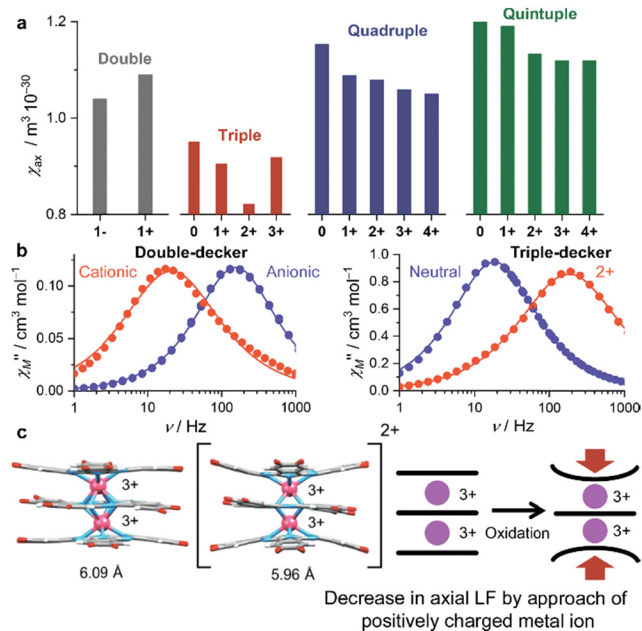 a
1.2
1.0
0.8
χax / m³ 10⁻³⁰
Double
Triple
Quadruple
Quintuple
1- 1+ 0 1+ 2+ 3+ 0 1+ 2+ 3+ 4+ 0 1+ 2+ 3+ 4+
b
Double-decker
Cationic
Anionic
χM" / cm³ mol⁻¹
0.10
0.05
0.00
1 10 100 1000
ν / Hz
Triple-decker
Neutral
2+
χM" / cm³ mol⁻¹
1.0
0.8
0.6
0.4
0.2
0.0
1 10 100 1000
ν / Hz
c
3+
3+
6.09 Å
2+
3+
3+
5.96 Å
3+
3+
Oxidation
3+
3+
Decrease in axial LF by approach of
positively charged metal ion